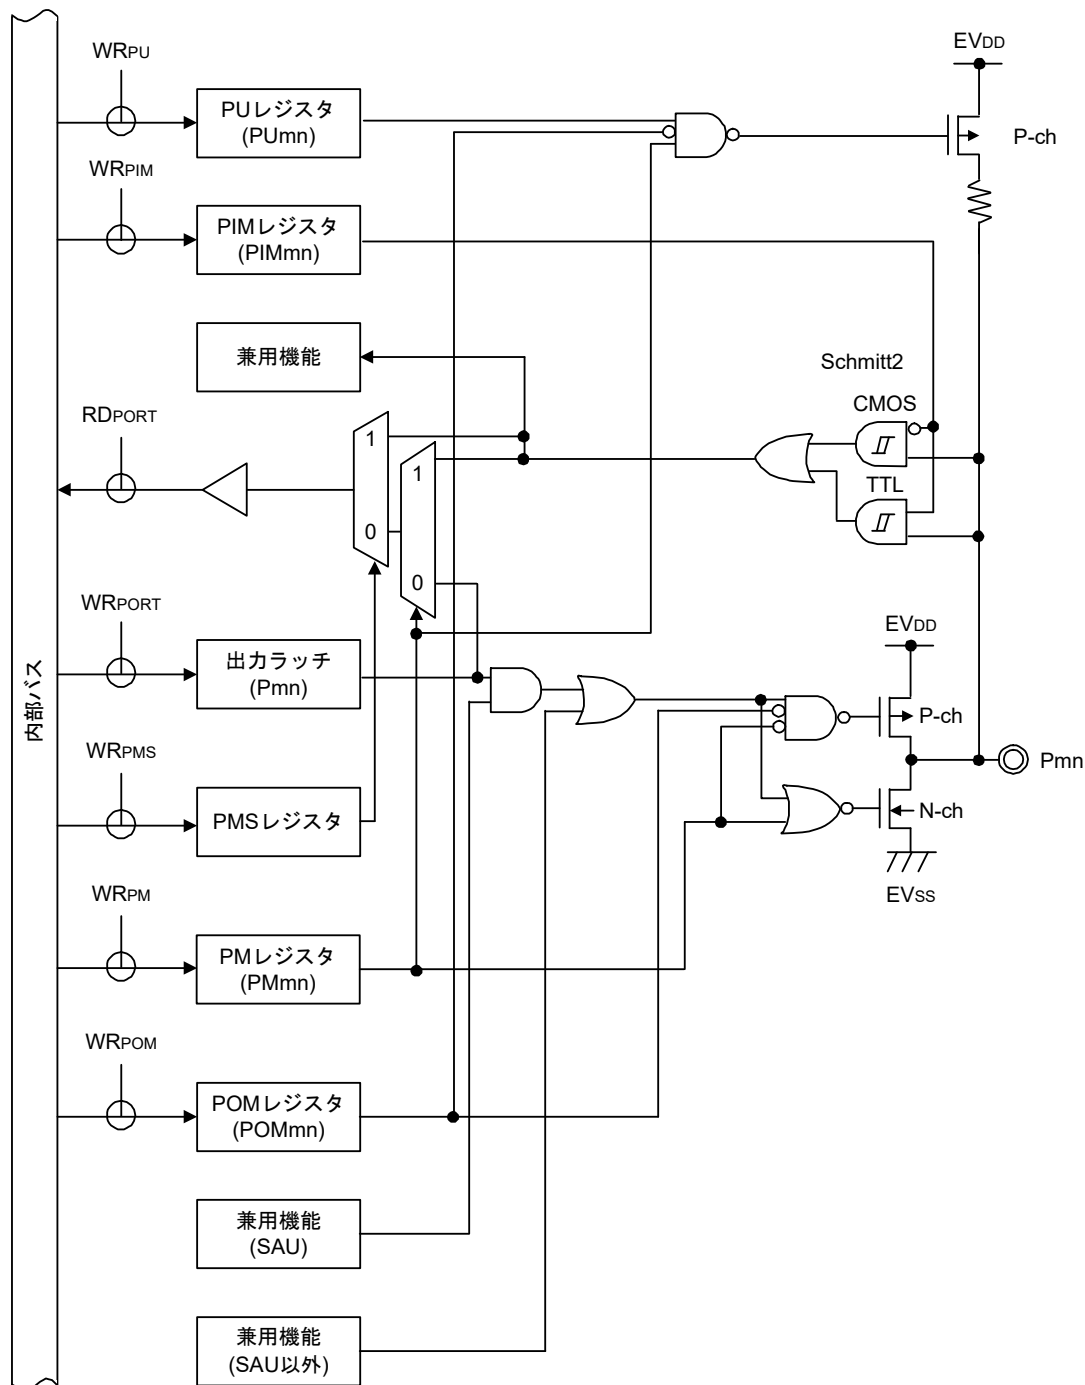 WRPU
EVDD
PUレジスタ
(PUmn)
P-ch
WRPIM
PIMレジスタ
(PIMmn)
兼用機能
Schmitt2
CMOS
RDPORT
1
1
TTL
0
0
WRPORT
EVDD
出力ラッチ
(Pmn)
内部バス
P-ch
WRPMS
Pmn
PMSレジスタ
N-ch
WRPM
EVSS
PMレジスタ
(PMmn)
WRPOM
POMレジスタ
(POMmn)
兼用機能
(SAU)
兼用機能
(SAU以外)